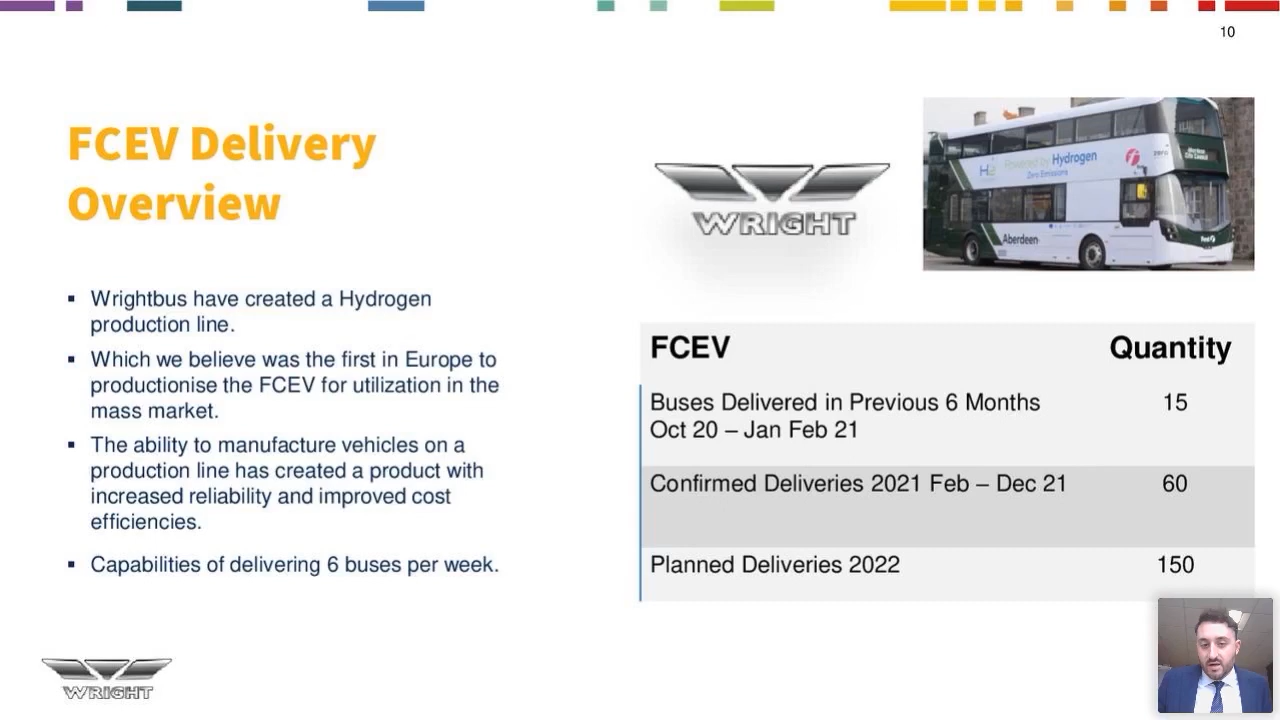 10
FCEV Delivery
Overview
▪ Wrightbus have created a Hydrogen
production line.
▪ Which we believe was the first in Europe to
productionise the FCEV for utilization in the
mass market.
▪ The ability to manufacture vehicles on a
production line has created a product with
increased reliability and improved cost
efficiencies.
▪ Capabilities of delivering 6 buses per week.
WRIGHT
Powered by Hydrogen
Zero Emissions
H2
zero
Aberdeen
First
FCEV Quantity
Buses Delivered in Previous 6 Months 15
Oct 20 – Jan Feb 21
Confirmed Deliveries 2021 Feb – Dec 21 60
Planned Deliveries 2022 150
WRIGHT